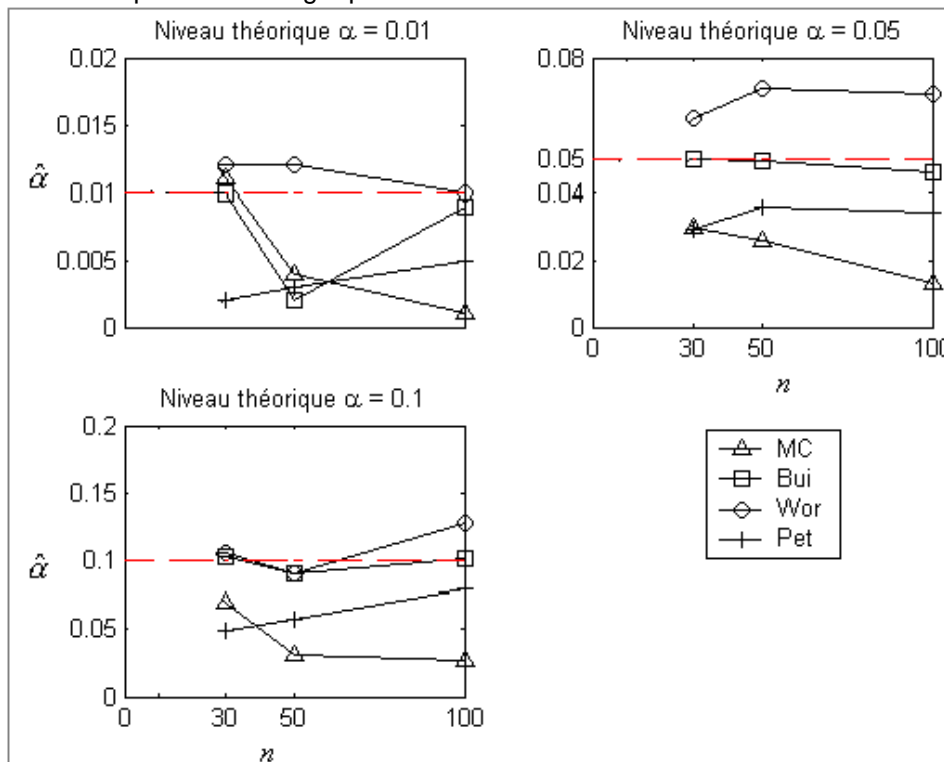 Niveau théorique α = 0.01
0.02
0.015
0.01
0.005
0
α̂
Niveau théorique α = 0.05
0.08
0.05
0.04
0.02
0
0 30 50 100
n
Niveau théorique α = 0.1
0.2
0.15
0.1
0.05
0
α̂
0 30 50 100
n
MC
Bui
Wor
Pet